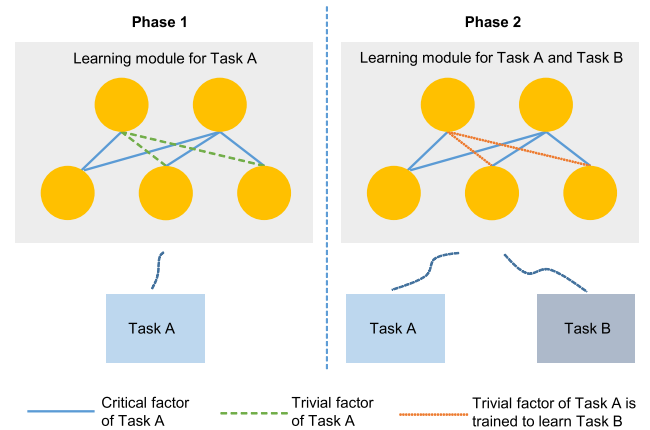 Phase 1
Phase 2
Learning module for Task A
Learning module for Task A and Task B
Task A
Task A
Task B
Critical factor
of Task A
Trivial factor
of Task A
Trivial factor of Task A is
trained to learn Task B